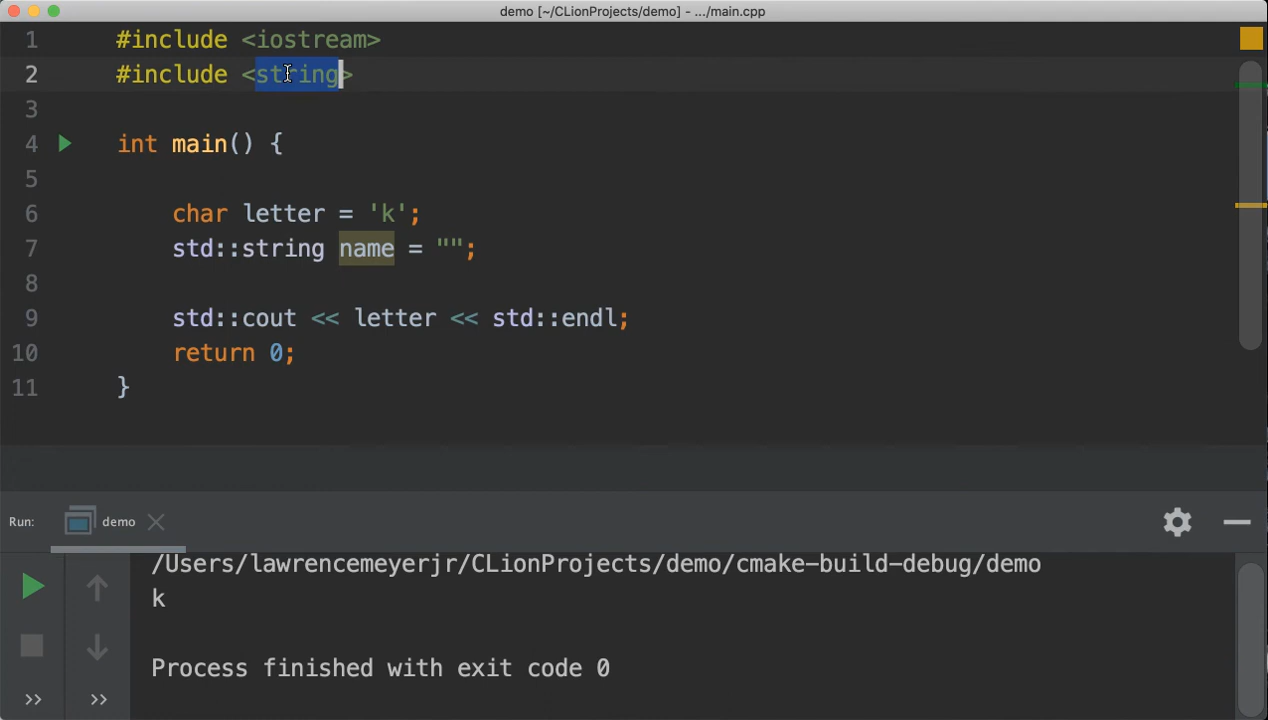 demo [~/CLionProjects/demo] - .../main.cpp
1 #include <iostream>
2 #include <string>
3
4 int main() {
5
6 char letter = 'k';
7 std::string name = "";
8
9 std::cout << letter << std::endl;
10 return 0;
11 }
Run: demo
/Users/lawrencemeyerjr/CLionProjects/demo/cmake-build-debug/demo
k
Process finished with exit code 0